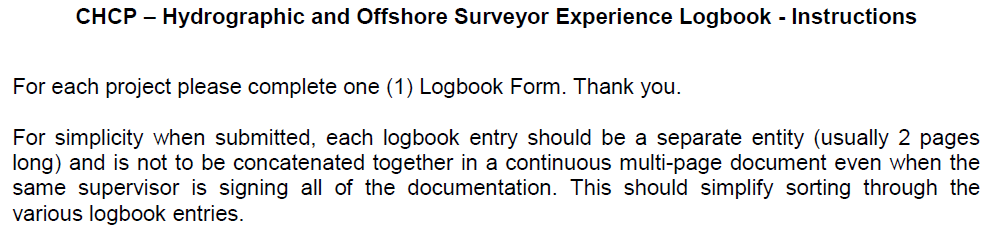 CHCP – Hydrographic and Offshore Surveyor Experience Logbook - Instructions
For each project please complete one (1) Logbook Form. Thank you.
For simplicity when submitted, each logbook entry should be a separate entity (usually 2 pages
long) and is not to be concatenated together in a continuous multi-page document even when the
same supervisor is signing all of the documentation. This should simplify sorting through the
various logbook entries.